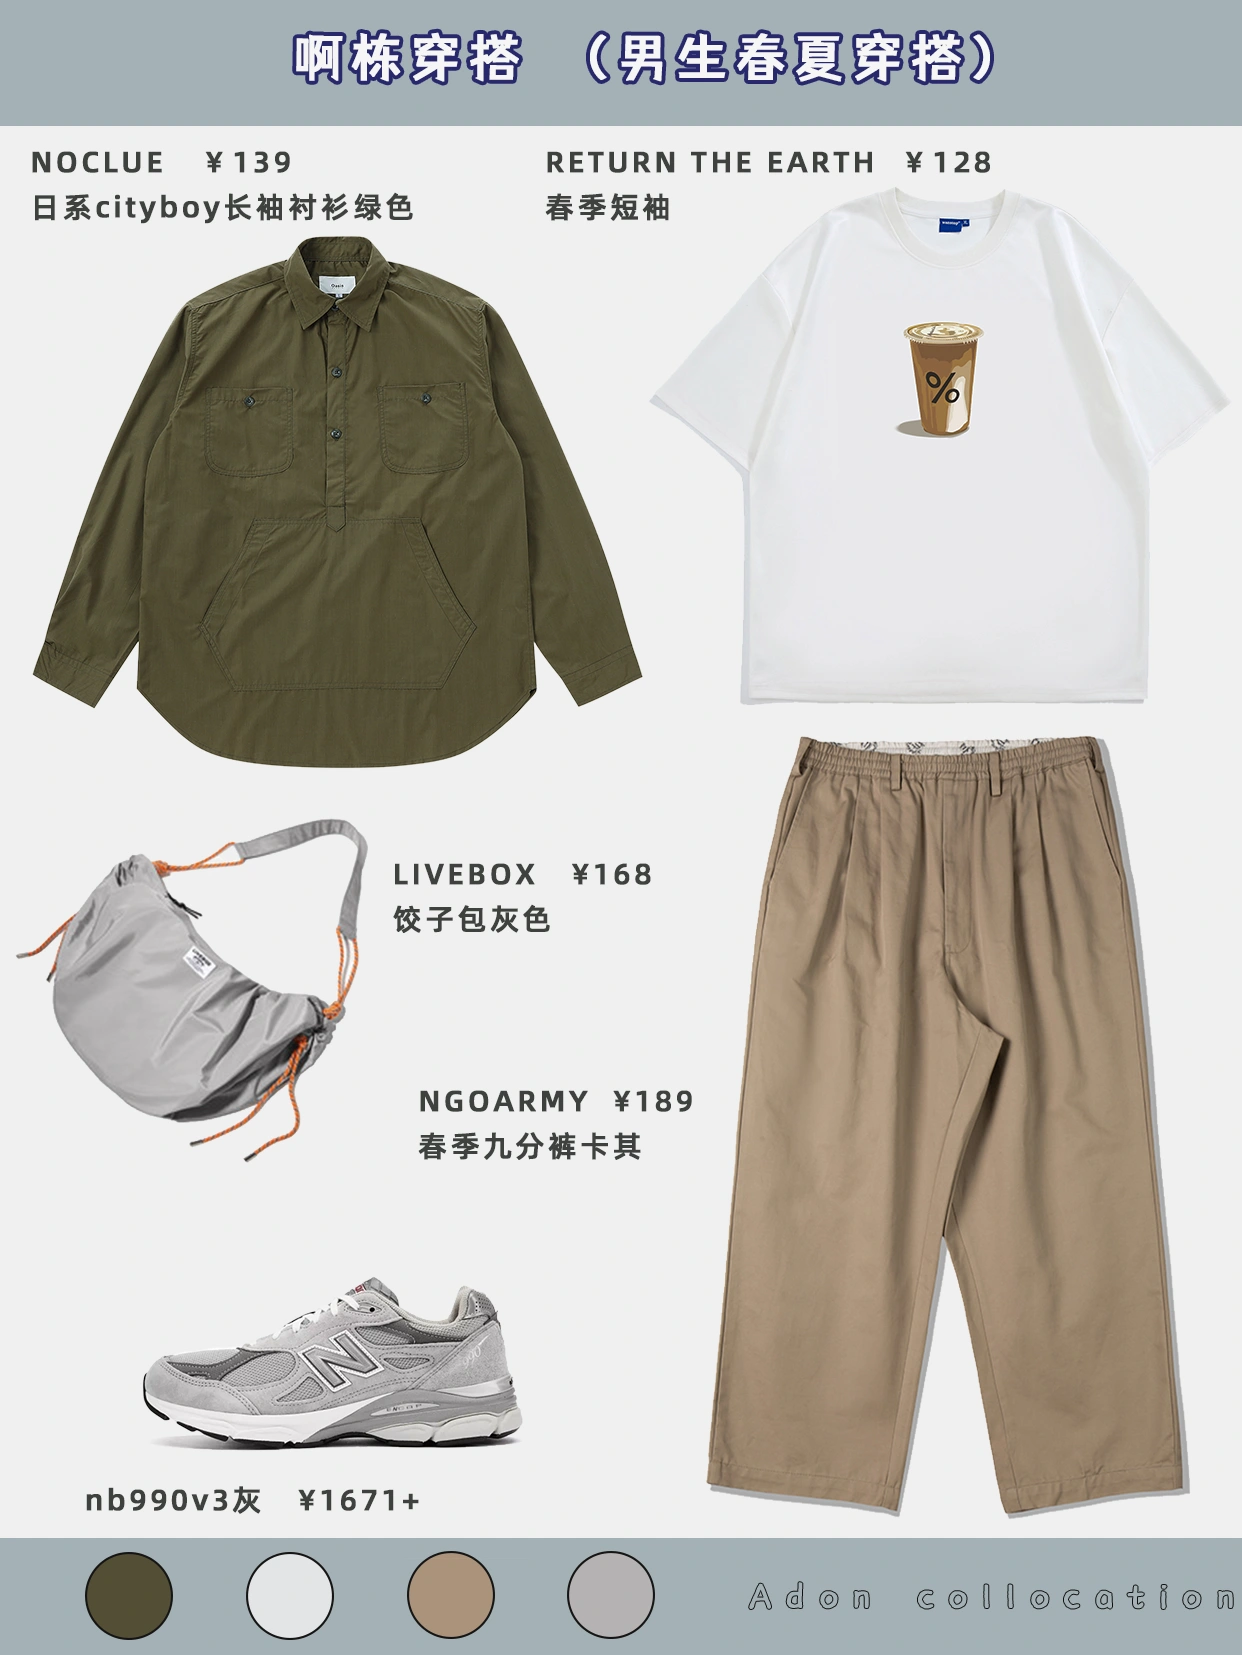 啊栋穿搭 （男生春夏穿搭）
NOCLUE ￥139
日系cityboy长袖衬衫绿色
RETURN THE EARTH ￥128
春季短袖
%
LIVEBOX ¥168
饺子包灰色
NGOARMY ¥189
春季九分裤卡其
N
990
ENCAP
nb990v3灰 ¥1671+
Adon collocation